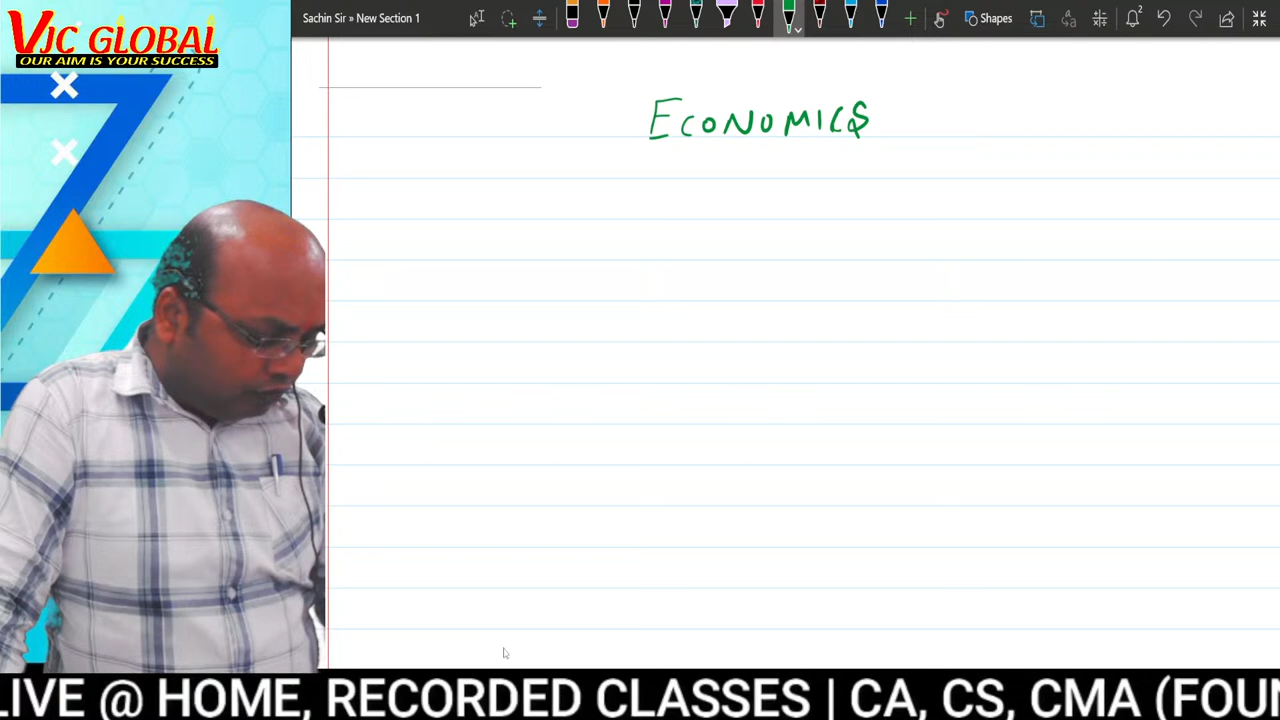 VJC GLOBAL
OUR AIM IS YOUR SUCCESS
Sachin Sir » New Section 1
Shapes
2
ECONOMICS
LIVE @ HOME, RECORDED CLASSES | CA, CS, CMA (FOUN